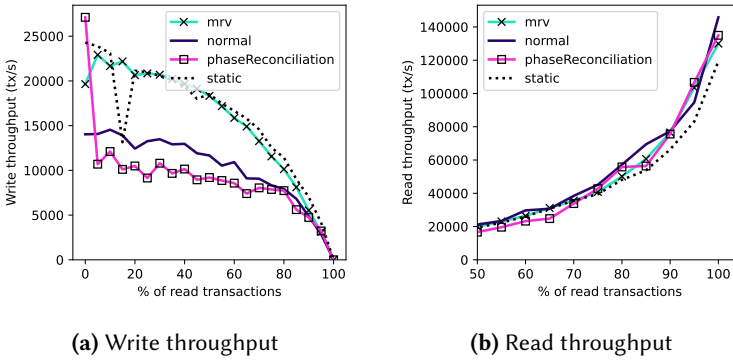 25000
20000
15000
10000
5000
0
Write throughput (tx/s)
0 20 40 60 80 100
% of read transactions
mrv
normal
phaseReconciliation
static
(a) Write throughput
140000
120000
100000
80000
60000
40000
20000
0
Read throughput (tx/s)
50 60 70 80 90 100
% of read transactions
mrv
normal
phaseReconciliation
static
(b) Read throughput